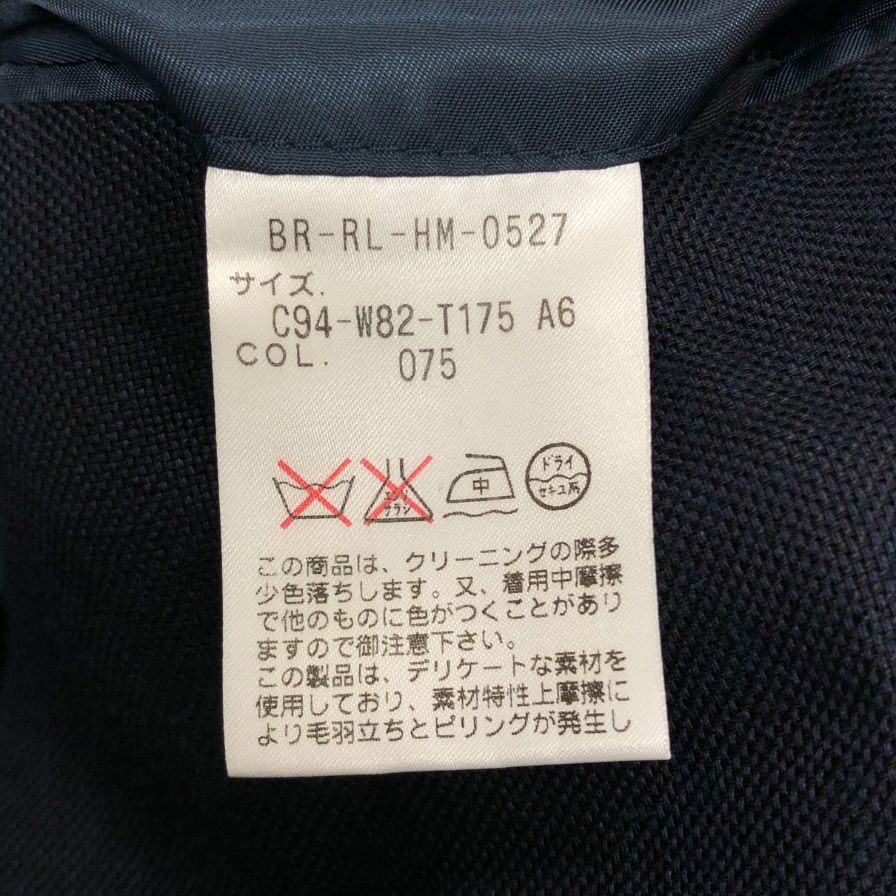 BR-RL-HM-0527
サイズ.
C94-W82-T175 A6
COL.
075
エンソ
サラシ
中
ドライ
セキユ系
この商品は、クリーニングの際多
少色落ちします。又、着用中摩擦
で他のものに色がつくことがあり
ますので御注意下さい。
この製品は、デリケートな素材を
使用しており、素材特性上摩擦に
より毛羽立ちとピリングが発生し